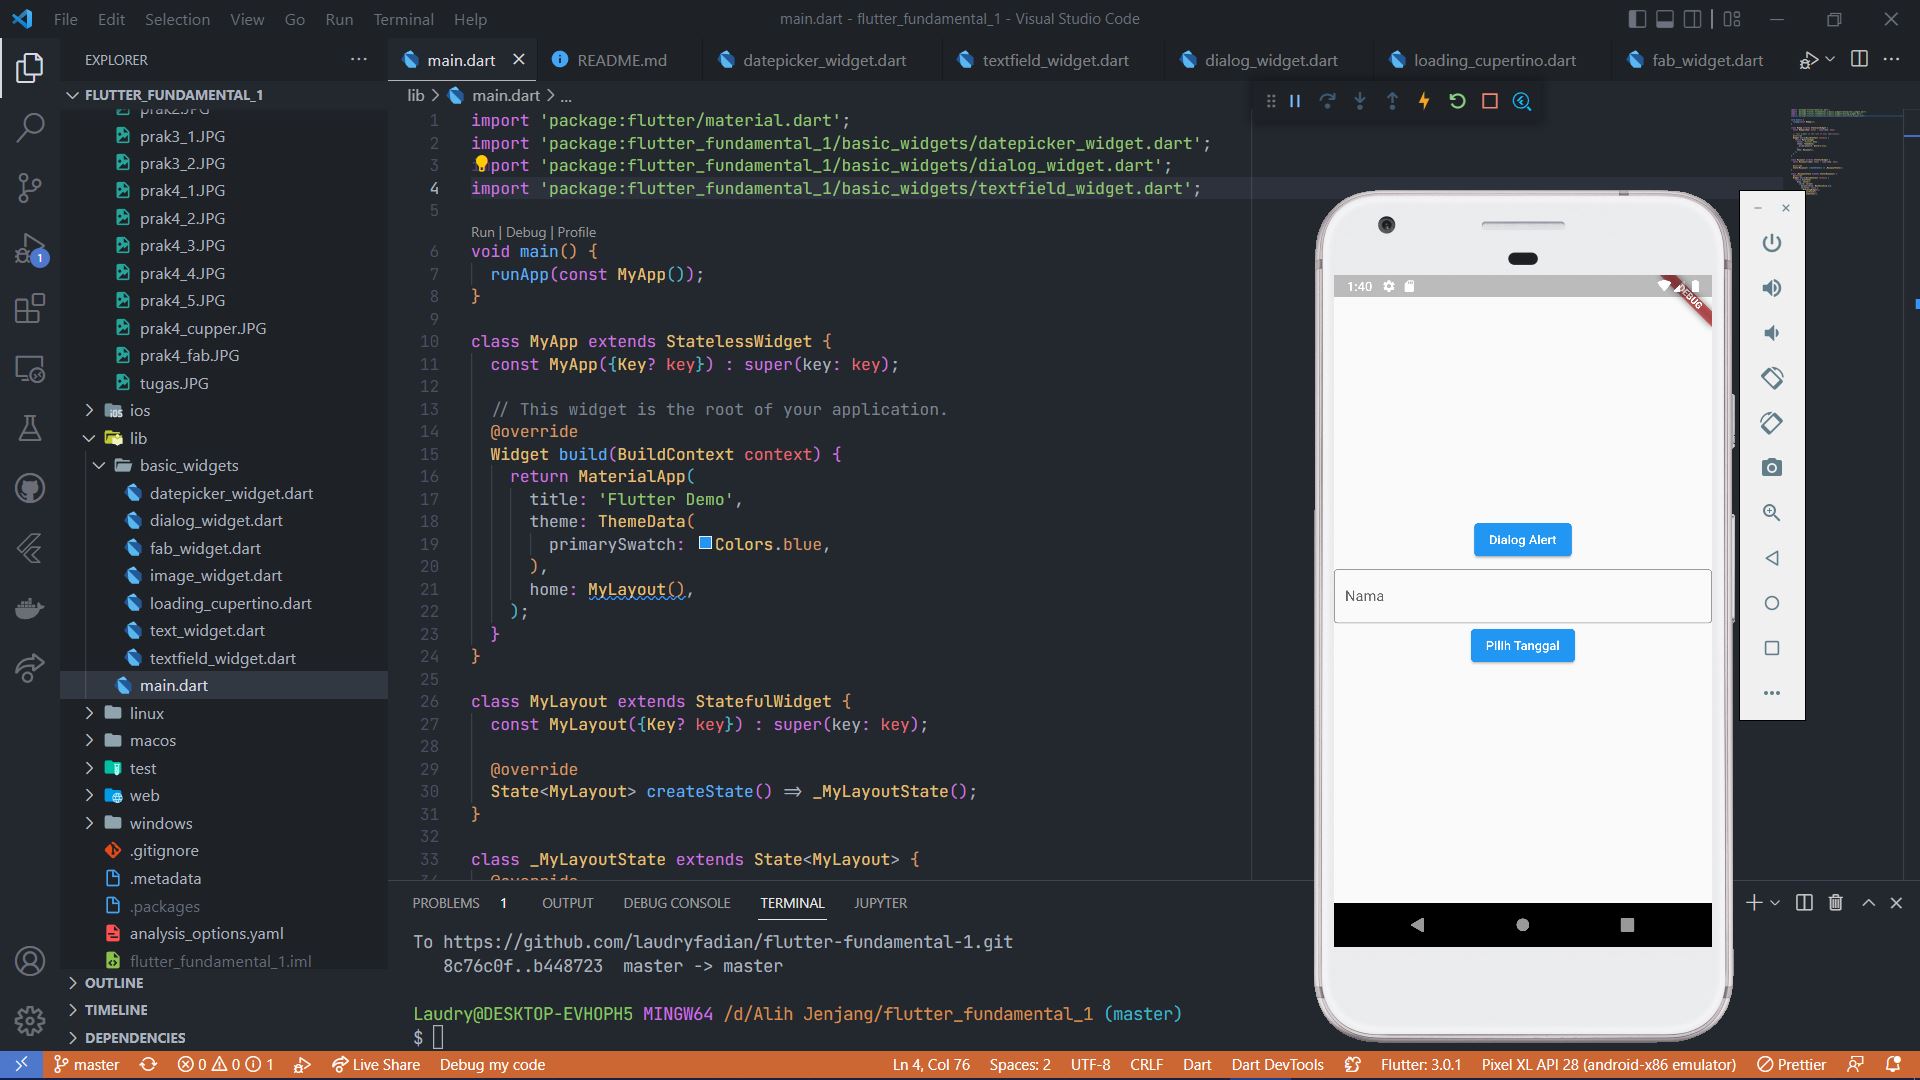 File Edit Selection View Go Run Terminal Help
main.dart - flutter_fundamental_1 - Visual Studio Code
EXPLORER
main.dart
README.md
datepicker_widget.dart
textfield_widget.dart
dialog_widget.dart
loading_cupertino.dart
fab_widget.dart
FLUTTER_FUNDAMENTAL_1
prak2.JPG
prak3_1.JPG
prak3_2.JPG
prak4_1.JPG
prak4_2.JPG
prak4_3.JPG
prak4_4.JPG
prak4_5.JPG
prak4_cupper.JPG
prak4_fab.JPG
tugas.JPG
ios
lib
basic_widgets
datepicker_widget.dart
dialog_widget.dart
fab_widget.dart
image_widget.dart
loading_cupertino.dart
text_widget.dart
textfield_widget.dart
main.dart
linux
macos
test
web
windows
.gitignore
.metadata
.packages
analysis_options.yaml
flutter_fundamental_1.iml
OUTLINE
TIMELINE
DEPENDENCIES
1
lib > main.dart > ...
1 import 'package:flutter/material.dart';
2 import 'package:flutter_fundamental_1/basic_widgets/datepicker_widget.dart';
3 import 'package:flutter_fundamental_1/basic_widgets/dialog_widget.dart';
4 import 'package:flutter_fundamental_1/basic_widgets/textfield_widget.dart';
5
Run | Debug | Profile
6 void main() {
7 runApp(const MyApp());
8 }
9
10 class MyApp extends StatelessWidget {
11 const MyApp({Key? key}) : super(key: key);
12
13 // This widget is the root of your application.
14 @override
15 Widget build(BuildContext context) {
16 return MaterialApp(
17 title: 'Flutter Demo',
18 theme: ThemeData(
19 primarySwatch: Colors.blue,
20 ),
21 home: MyLayout(),
22 );
23 }
24 }
25
26 class MyLayout extends StatefulWidget {
27 const MyLayout({Key? key}) : super(key: key);
28
29 @override
30 State<MyLayout> createState() => _MyLayoutState();
31 }
32
33 class _MyLayoutState extends State<MyLayout> {
34 @override
1:40
DEBUG
Dialog Alert
Nama
Pilih Tanggal
PROBLEMS 1 OUTPUT DEBUG CONSOLE TERMINAL JUPYTER
To https://github.com/laudryfadian/flutter-fundamental-1.git
8c76c0f..b448723 master -> master
Laudry@DESKTOP-EVHOPH5 MINGW64 /d/Alih Jenjang/flutter_fundamental_1 (master)
$
master 0 0 1 Live Share Debug my code Ln 4, Col 76 Spaces: 2 UTF-8 CRLF Dart Dart DevTools Flutter: 3.0.1 Pixel XL API 28 (android-x86 emulator) Prettier